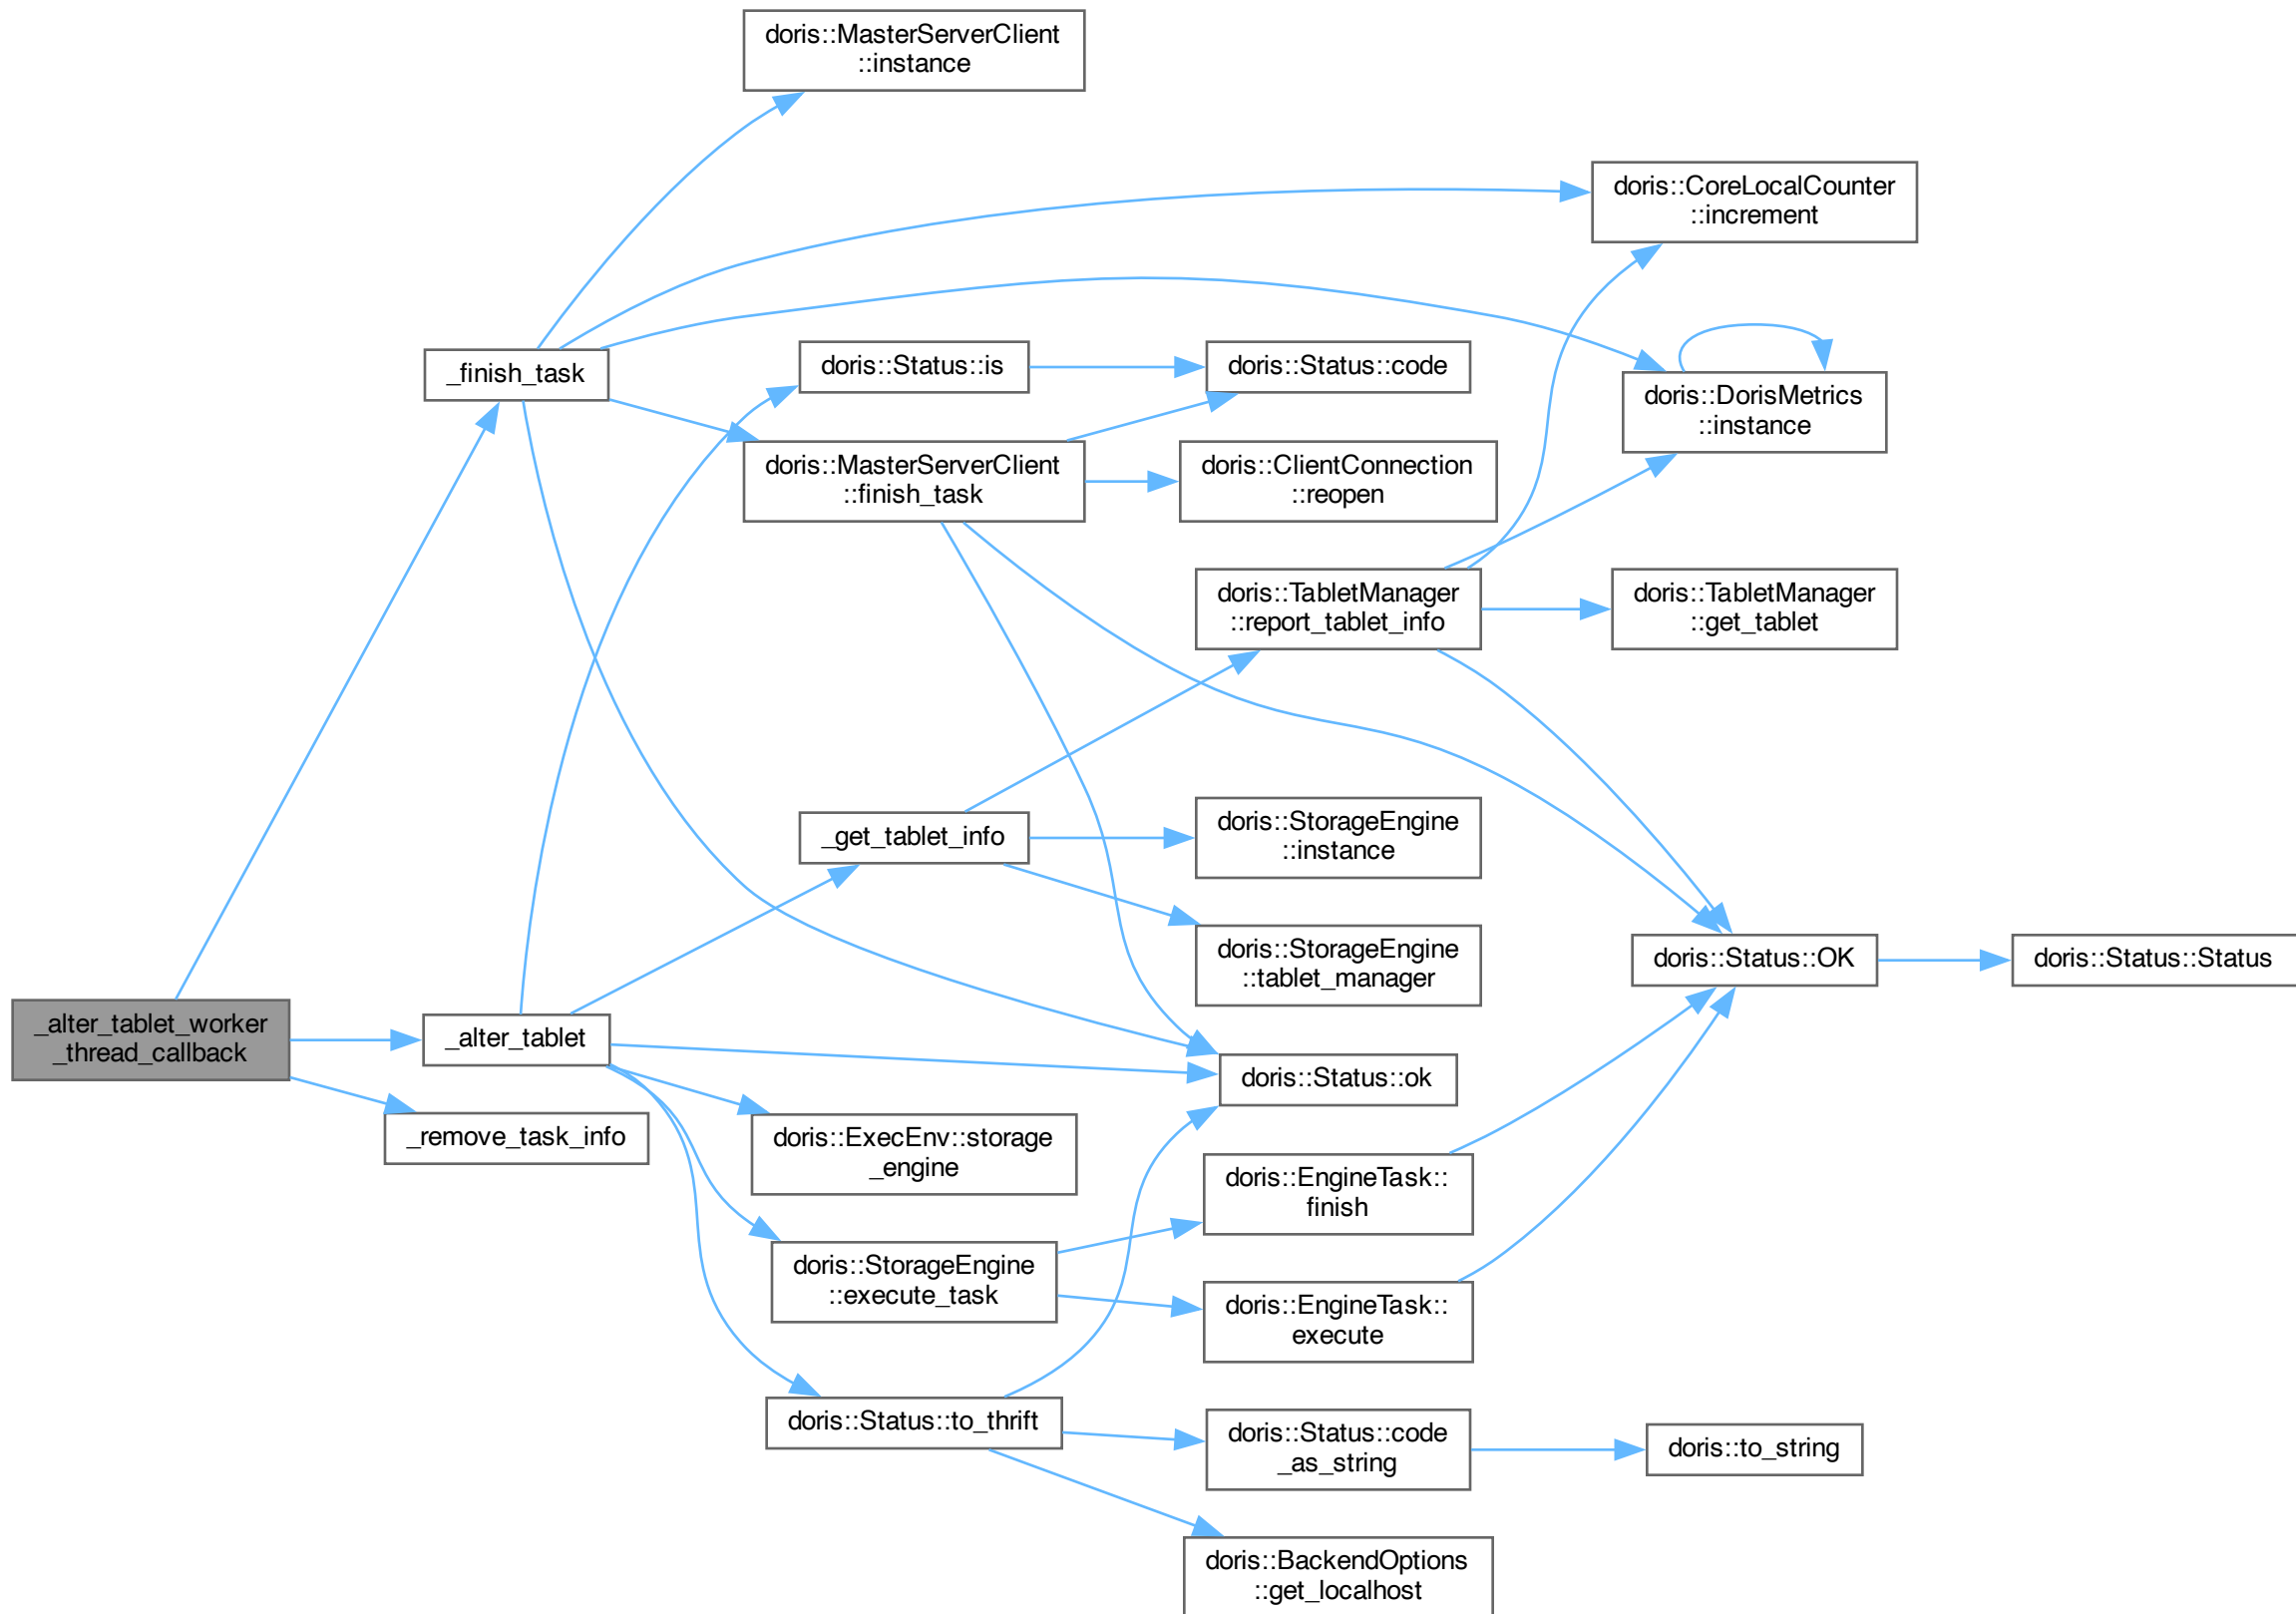 doris::MasterServerClient
::instance
doris::CoreLocalCounter
::increment
_finish_task
doris::Status::is
doris::Status::code
doris::DorisMetrics
::instance
doris::MasterServerClient
::finish_task
doris::ClientConnection
::reopen
doris::TabletManager
::report_tablet_info
doris::TabletManager
::get_tablet
_get_tablet_info
doris::StorageEngine
::instance
doris::StorageEngine
::tablet_manager
doris::Status::OK
doris::Status::Status
_alter_tablet_worker
_thread_callback
_alter_tablet
doris::Status::ok
_remove_task_info
doris::ExecEnv::storage
_engine
doris::EngineTask::
finish
doris::StorageEngine
::execute_task
doris::EngineTask::
execute
doris::Status::to_thrift
doris::Status::code
_as_string
doris::to_string
doris::BackendOptions
::get_localhost